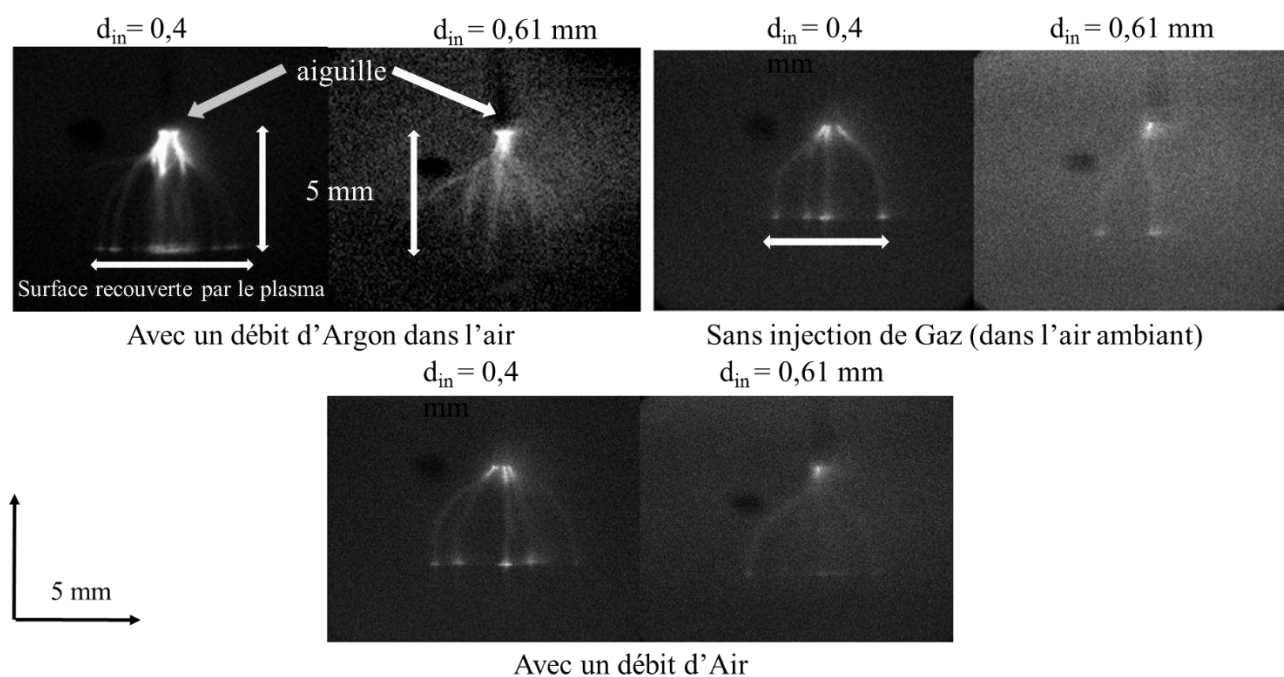 d_in = 0,4
d_in = 0,61 mm
d_in = 0,4
mm
d_in = 0,61 mm
aiguille
5 mm
Surface recouverte par le plasma
Avec un débit d’Argon dans l’air
Sans injection de Gaz (dans l’air ambiant)
d_in = 0,4
mm
d_in = 0,61 mm
5 mm
Avec un débit d’Air